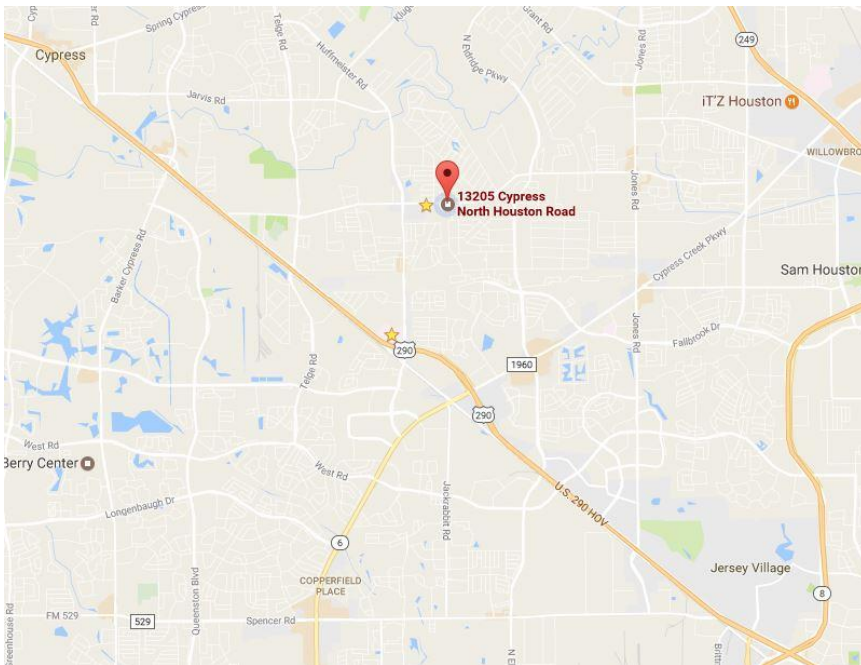 Spring Cypress
Telge Rd
Huffmeister Rd
N Eldridge Pkwy
Grant Rd
Jones Rd
249
Cypress
Jarvis Rd
iT'Z Houston
WILLOWBRO
13205 Cypress
North Houston Road
Jones Rd
Barker Cypress Rd
Cypress Creek Pkwy
Sam Houston
290
Telge Rd
1960
Jones Rd
Fallbrook Dr
290
West Rd
Berry Center
West Rd
Longenbaugh Dr
Jackrabbit Rd
U.S. 290 HOV
6
Queenston Blvd
COPPERFIELD
PLACE
Jersey Village
8
FM 529
529
Spencer Rd